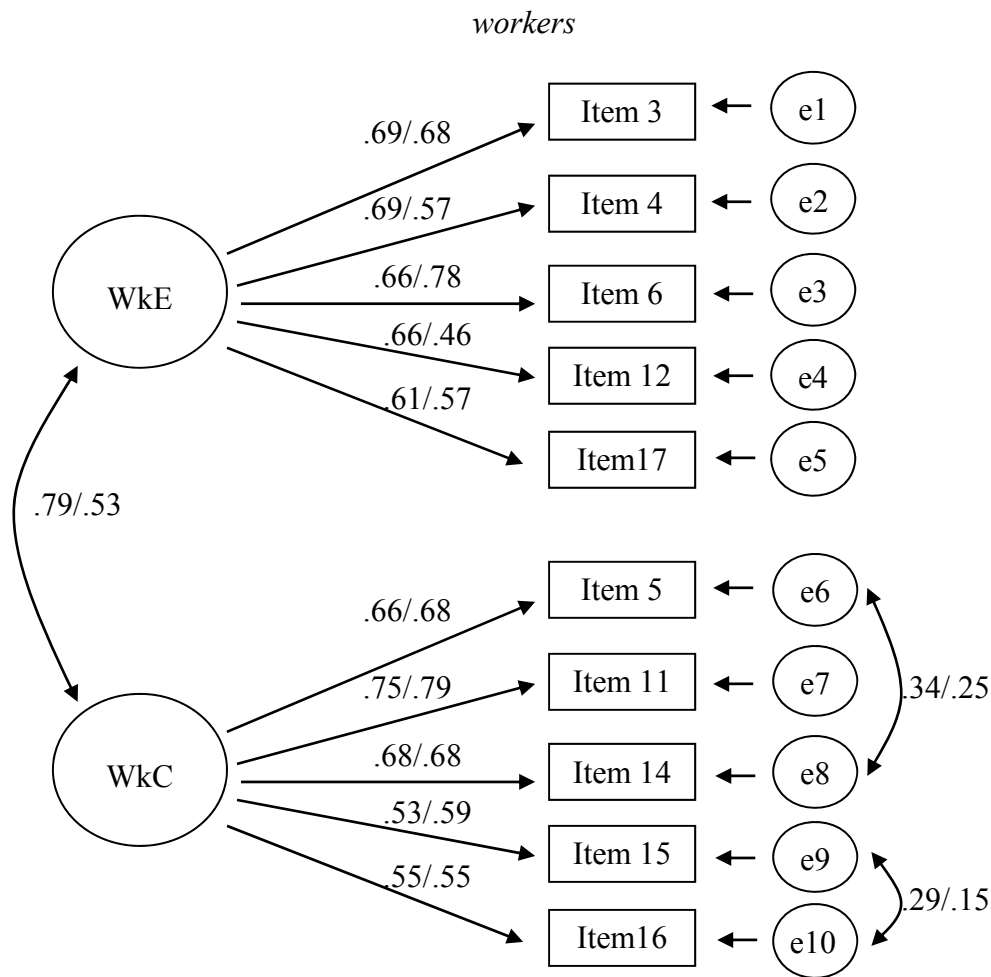 workers
.69/.68
Item 3
e1
.69/.57
Item 4
e2
WkE
.66/.78
Item 6
e3
.66/.46
Item 12
e4
.61/.57
Item17
e5
.79/.53
.66/.68
Item 5
e6
.75/.79
Item 11
e7
.34/.25
WkC
.68/.68
Item 14
e8
.53/.59
Item 15
e9
.55/.55
.29/.15
Item16
e10